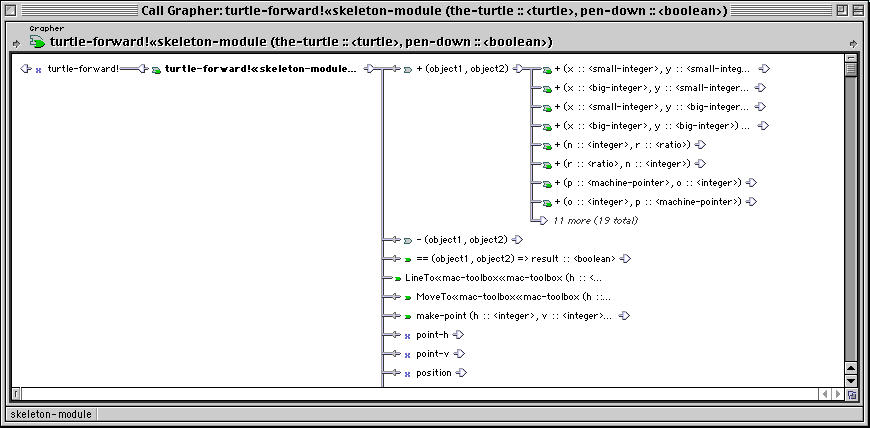 Call Grapher: turtle-forward!«skeleton-module (the-turtle :: <turtle>, pen-down :: <boolean>)
Grapher
turtle-forward!«skeleton-module (the-turtle :: <turtle>, pen-down :: <boolean>)
turtle-forward! turtle-forward!«skeleton-module... + (object1, object2) + (x :: <small-integer>, y :: <small-integ...
+ (x :: <big-integer>, y :: <small-integer...
+ (x :: <small-integer>, y :: <big-integer...
+ (x :: <big-integer>, y :: <big-integer>) ...
+ (n :: <integer>, r :: <ratio>)
+ (r :: <ratio>, n :: <integer>)
+ (p :: <machine-pointer>, o :: <integer>)
+ (o :: <integer>, p :: <machine-pointer>)
11 more (19 total)
- (object1, object2)
== (object1, object2) => result :: <boolean>
LineTo«mac-toolbox«mac-toolbox (h :: <...
MoveTo«mac-toolbox«mac-toolbox (h ::...
make-point (h :: <integer>, v :: <integer>...
point-h
point-v
position
skeleton-module